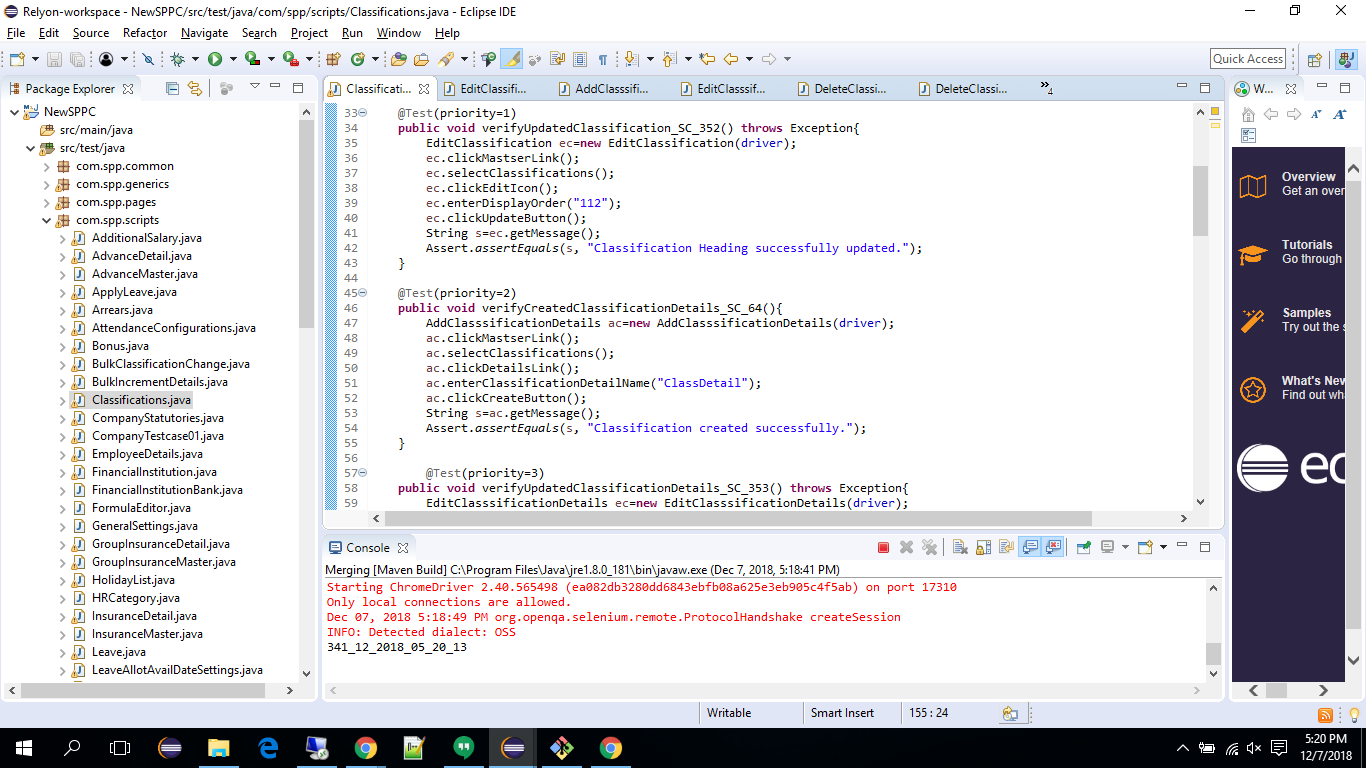 Relyon-workspace - NewSPPC/src/test/java/com/spp/scripts/Classifications.java - Eclipse IDE
File Edit Source Refactor Navigate Search Project Run Window Help
Quick Access
Package Explorer
NewSPPC
src/main/java
src/test/java
com.spp.common
com.spp.generics
com.spp.pages
com.spp.scripts
AdditionalSalary.java
AdvanceDetail.java
AdvanceMaster.java
ApplyLeave.java
Arrears.java
AttendanceConfigurations.java
Bonus.java
BulkClassificationChange.java
BulkIncrementDetails.java
Classifications.java
CompanyStatutories.java
CompanyTestcase01.java
EmployeeDetails.java
FinancialInstitution.java
FinancialInstitutionBank.java
FormulaEditor.java
GeneralSettings.java
GroupInsuranceDetail.java
GroupInsuranceMaster.java
HolidayList.java
HRCategory.java
InsuranceDetail.java
InsuranceMaster.java
Leave.java
LeaveAllotAvailDateSettings.java
Classificati... EditClassifi... AddClasssifi... EditClasssif... DeleteClassi... DeleteClassi... »4
33 @Test(priority=1)
34 public void verifyUpdatedClassification_SC_352() throws Exception{
35 EditClassification ec=new EditClassification(driver);
36 ec.clickMastserLink();
37 ec.selectClassifications();
38 ec.clickEditIcon();
39 ec.enterDisplayOrder("112");
40 ec.clickUpdateButton();
41 String s=ec.getMessage();
42 Assert.assertEquals(s, "Classification Heading successfully updated.");
43 }
44
45 @Test(priority=2)
46 public void verifyCreatedClassificationDetails_SC_64(){
47 AddClasssificationDetails ac=new AddClasssificationDetails(driver);
48 ac.clickMastserLink();
49 ac.selectClassifications();
50 ac.clickDetailsLink();
51 ac.enterClassificationDetailName("ClassDetail");
52 ac.clickCreateButton();
53 String s=ac.getMessage();
54 Assert.assertEquals(s, "Classification created successfully.");
55 }
56
57 @Test(priority=3)
58 public void verifyUpdatedClassificationDetails_SC_353() throws Exception{
59 EditClasssificationDetails ec=new EditClasssificationDetails(driver);
Console
Merging [Maven Build] C:\Program Files\Java\jre1.8.0_181\bin\javaw.exe (Dec 7, 2018, 5:18:41 PM)
Starting ChromeDriver 2.40.565498 (ea082db3280dd6843ebfb08a625e3eb905c4f5ab) on port 17310
Only local connections are allowed.
Dec 07, 2018 5:18:49 PM org.openqa.selenium.remote.ProtocolHandshake createSession
INFO: Detected dialect: OSS
341_12_2018_05_20_13
W...
Overview
Get an over
Tutorials
Go through
Samples
Try out the s
What's New
Find out wha
ec
Writable Smart Insert 155 : 24
5:20 PM
12/7/2018